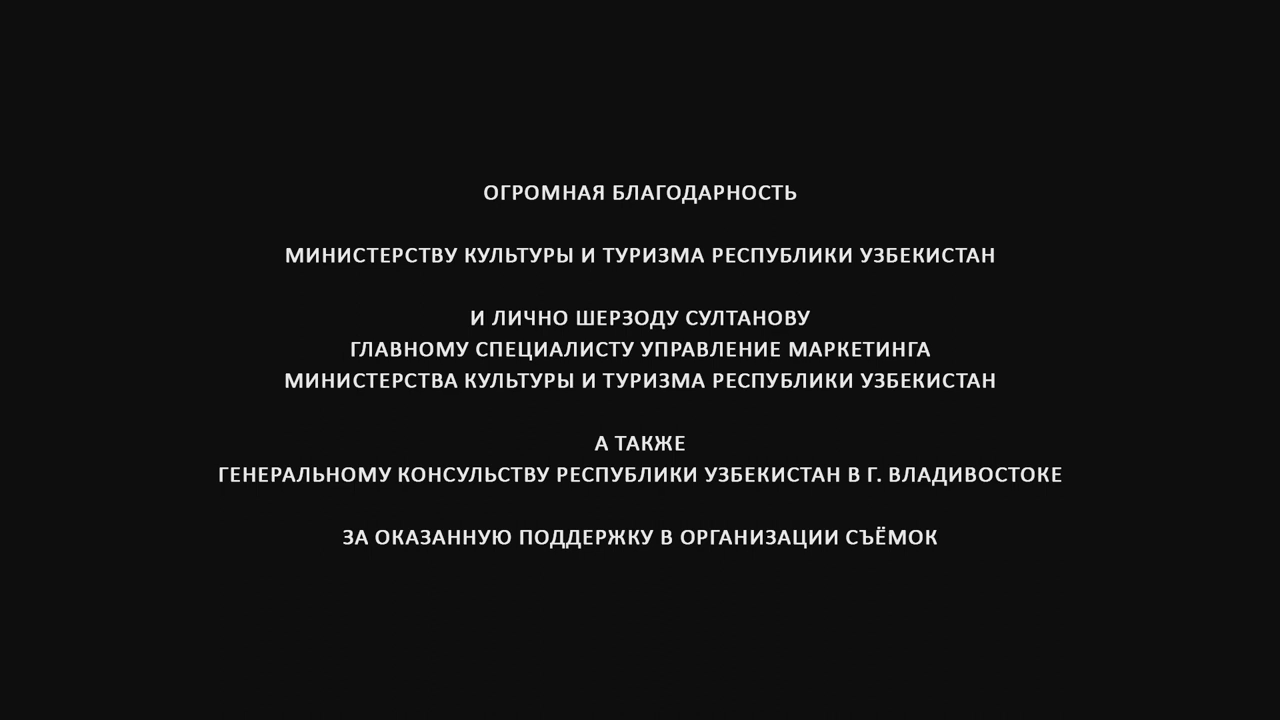 ОГРОМНАЯ БЛАГОДАРНОСТЬ
МИНИСТЕРСТВУ КУЛЬТУРЫ И ТУРИЗМА РЕСПУБЛИКИ УЗБЕКИСТАН
И ЛИЧНО ШЕРЗОДУ СУЛТАНОВУ
ГЛАВНОМУ СПЕЦИАЛИСТУ УПРАВЛЕНИЕ МАРКЕТИНГА
МИНИСТЕРСТВА КУЛЬТУРЫ И ТУРИЗМА РЕСПУБЛИКИ УЗБЕКИСТАН
А ТАКЖЕ
ГЕНЕРАЛЬНОМУ КОНСУЛЬСТВУ РЕСПУБЛИКИ УЗБЕКИСТАН В Г. ВЛАДИВОСТОКЕ
ЗА ОКАЗАННУЮ ПОДДЕРЖКУ В ОРГАНИЗАЦИИ СЪЁМОК